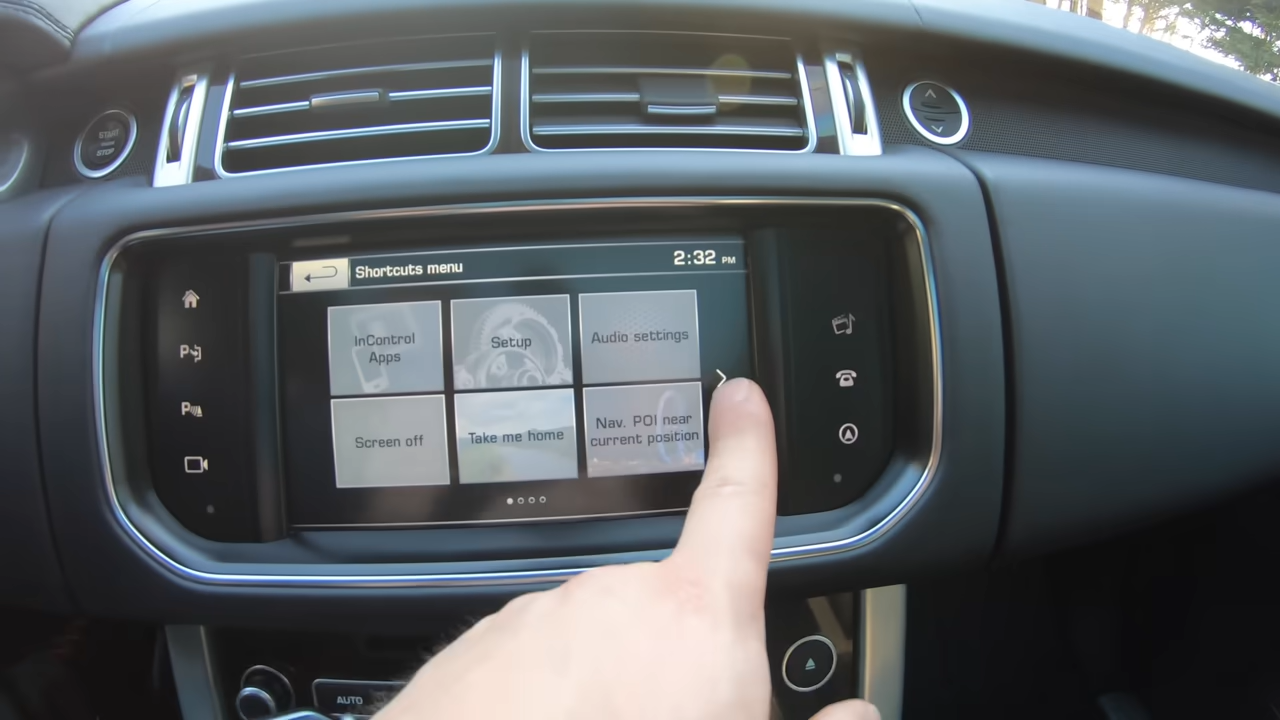 START
STOP
Shortcuts menu
2:32 PM
InControl
Apps
Setup
Audio settings
Screen off
Take me home
Nav. POI near
current position
P
P
AUTO